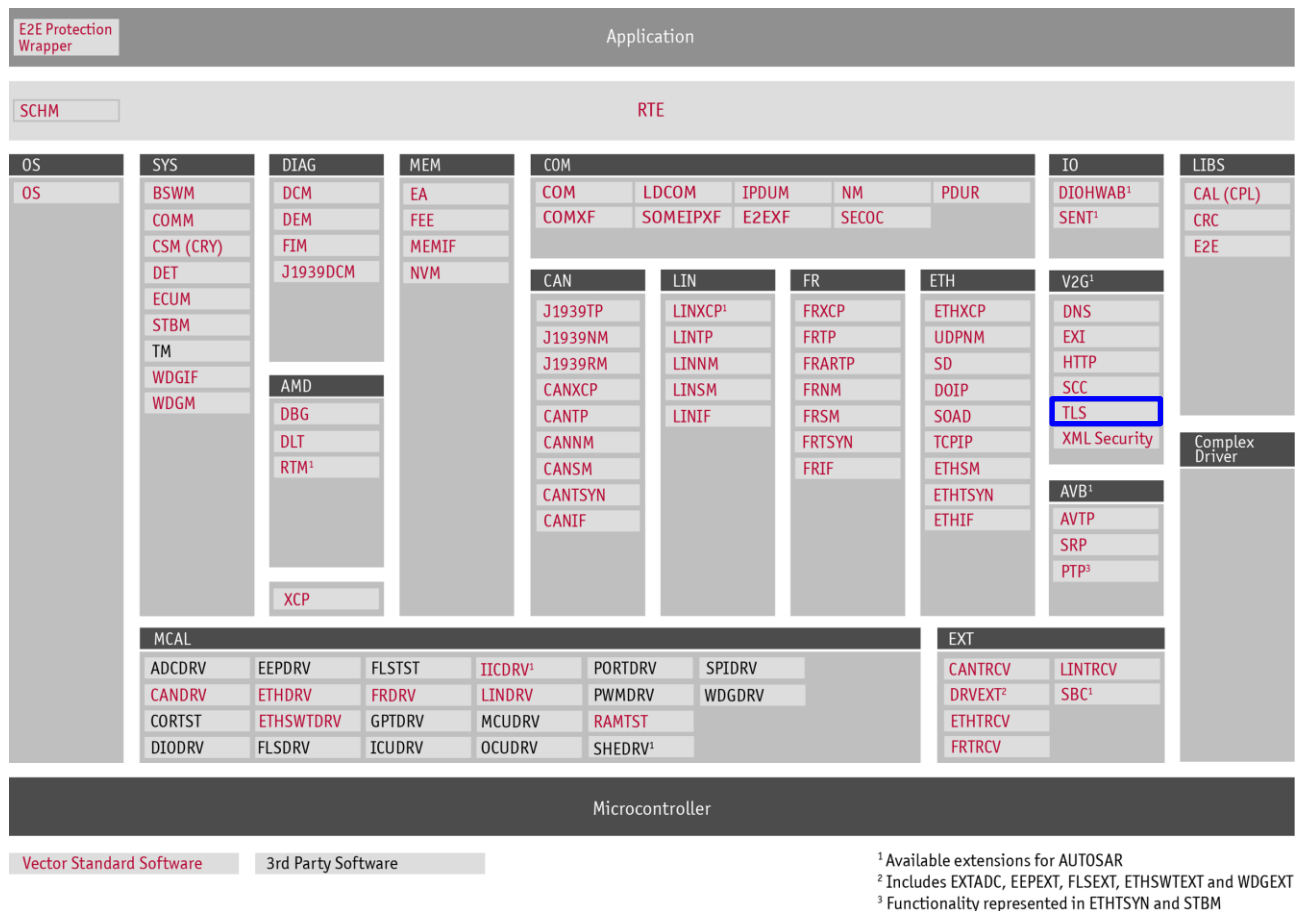 E2E Protection
Wrapper
Application
SCHM
RTE
OS
OS
SYS
BSWM
COMM
CSM (CRY)
DET
ECUM
STBM
TM
WDGIF
WDGM
DIAG
DCM
DEM
FIM
J1939DCM
AMD
DBG
DLT
RTM¹
XCP
MEM
EA
FEE
MEMIF
NVM
COM
COM LDCOM IPDUM NM PDUR
COMXF SOMEIPXF E2EXF SECOC
CAN
J1939TP
J1939NM
J1939RM
CANXCP
CANTP
CANNM
CANSM
CANTSYN
CANIF
LIN
LINXCP¹
LINTP
LINNM
LINSM
LINIF
FR
FRXCP
FRTP
FRARTP
FRNM
FRSM
FRTSYN
FRIF
ETH
ETHXCP
UDPNM
SD
DOIP
SOAD
TCPIP
ETHSM
ETHTSYN
ETHIF
IO
DIOHWAB¹
SENT¹
V2G¹
DNS
EXI
HTTP
SCC
TLS
XML Security
AVB¹
AVTP
SRP
PTP³
LIBS
CAL (CPL)
CRC
E2E
Complex
Driver
MCAL
ADCDRV EEPDRV FLSTST IICDRV¹ PORTDRV SPIDRV
CANDRV ETHDRV FRDRV LINDRV PWMDRV WDGDRV
CORTST ETHSWTDRV GPTDRV MCUDRV RAMTST
DIODRV FLSDRV ICUDRV OCUDRV SHEDRV¹
EXT
CANTRCV LINTRCV
DRVEXT² SBC¹
ETHTRCV
FRTRCV
Microcontroller
Vector Standard Software 3rd Party Software
¹ Available extensions for AUTOSAR
² Includes EXTADC, EEPEXT, FLSEXT, ETHSWTEXT and WDGEXT
³ Functionality represented in ETHTSYN and STBM